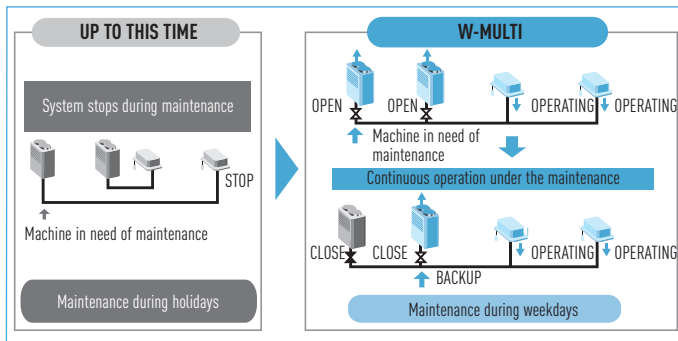 UP TO THIS TIME
System stops during maintenance
STOP
Machine in need of maintenance
Maintenance during holidays
W-MULTI
OPEN OPEN OPERATING OPERATING
Machine in need of
maintenance
Continuous operation under the maintenance
CLOSE CLOSE OPERATING OPERATING
BACKUP
Maintenance during weekdays